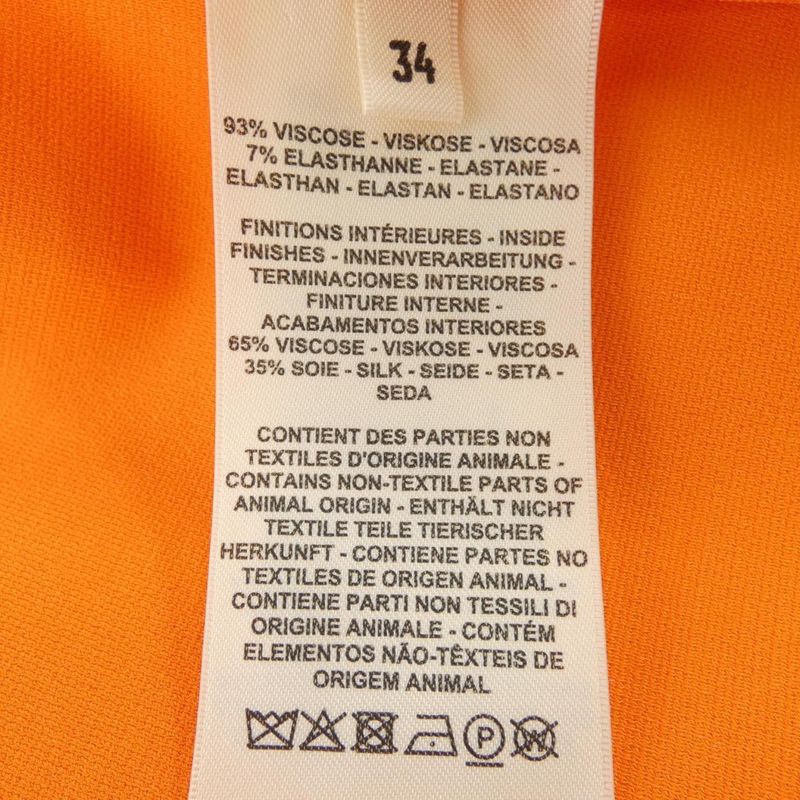 34
93% VISCOSE - VISKOSE - VISCOSA
7% ELASTHANNE - ELASTANE -
ELASTHAN - ELASTAN - ELASTANO
FINITIONS INTÉRIEURES - INSIDE
FINISHES - INNENVERARBEITUNG -
TERMINACIONES INTERIORES -
FINITURE INTERNE -
ACABAMENTOS INTERIORES
65% VISCOSE - VISKOSE - VISCOSA
35% SOIE - SILK - SEIDE - SETA -
SEDA
CONTIENT DES PARTIES NON
TEXTILES D'ORIGINE ANIMALE -
CONTAINS NON-TEXTILE PARTS OF
ANIMAL ORIGIN - ENTHÄLT NICHT
TEXTILE TEILE TIERISCHER
HERKUNFT - CONTIENE PARTES NO
TEXTILES DE ORIGEN ANIMAL -
CONTIENE PARTI NON TESSILI DI
ORIGINE ANIMALE - CONTÉM
ELEMENTOS NÃO-TÊXTEIS DE
ORIGEM ANIMAL
P W